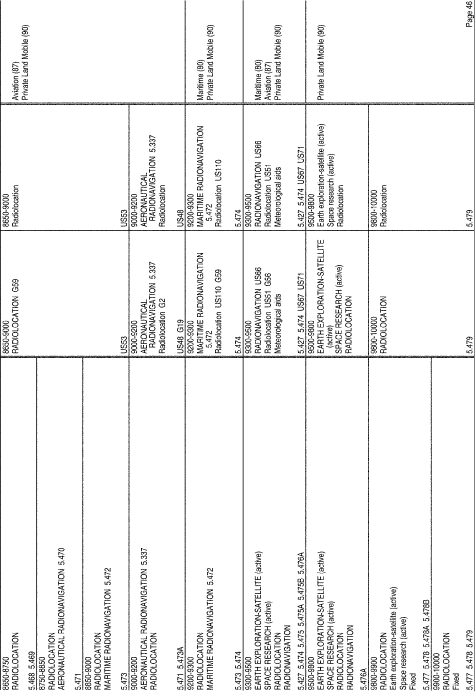 8650-8750
RADIOLOCATION
5.468 5.469
8750-8850
RADIOLOCATION
AERONAUTICAL RADIONAVIGATION 5.470
5.471
8850-9000
RADIOLOCATION
MARITIME RADIONAVIGATION 5.472
5.473
9000-9200
AERONAUTICAL RADIONAVIGATION 5.337
RADIOLOCATION
5.471 5.473A
9200-9300
RADIOLOCATION
MARITIME RADIONAVIGATION 5.472
5.473 5.474
9300-9500
EARTH EXPLORATION-SATELLITE (active)
SPACE RESEARCH (active)
RADIOLOCATION
RADIONAVIGATION
5.427 5.474 5.475 5.475A 5.475B 5.476A
9500-9800
EARTH EXPLORATION-SATELLITE (active)
SPACE RESEARCH (active)
RADIOLOCATION
RADIONAVIGATION
5.476A
9800-9900
RADIOLOCATION
Earth exploration-satellite (active)
Space research (active)
Fixed
5.477 5.478 5.478A 5.478B
9900-10000
RADIOLOCATION
Fixed
5.477 5.478 5.479
8650-9000
RADIOLOCATION G59
US53
9000-9200
AERONAUTICAL
RADIONAVIGATION 5.337
Radiolocation G2
US48 G19
9200-9300
MARITIME RADIONAVIGATION
5.472
Radiolocation US110 G59
5.474
9300-9500
RADIONAVIGATION US66
Radiolocation US51 G56
Meteorological aids
5.427 5.474 US67 US71
9500-9800
EARTH EXPLORATION-SATELLITE
(active)
SPACE RESEARCH (active)
RADIOLOCATION
9800-10000
RADIOLOCATION
5.479
8650-9000
Radiolocation
US53
9000-9200
AERONAUTICAL
RADIONAVIGATION 5.337
Radiolocation
US48
9200-9300
MARITIME RADIONAVIGATION
5.472
Radiolocation US110
5.474
9300-9500
RADIONAVIGATION US66
Radiolocation US51
Meteorological aids
5.427 5.474 US67 US71
9500-9800
Earth exploration-satellite (active)
Space research (active)
Radiolocation
9800-10000
Radiolocation
5.479
Aviation (87)
Private Land Mobile (90)
Maritime (80)
Private Land Mobile (90)
Maritime (80)
Aviation (87)
Private Land Mobile (90)
Private Land Mobile (90)
Page 46